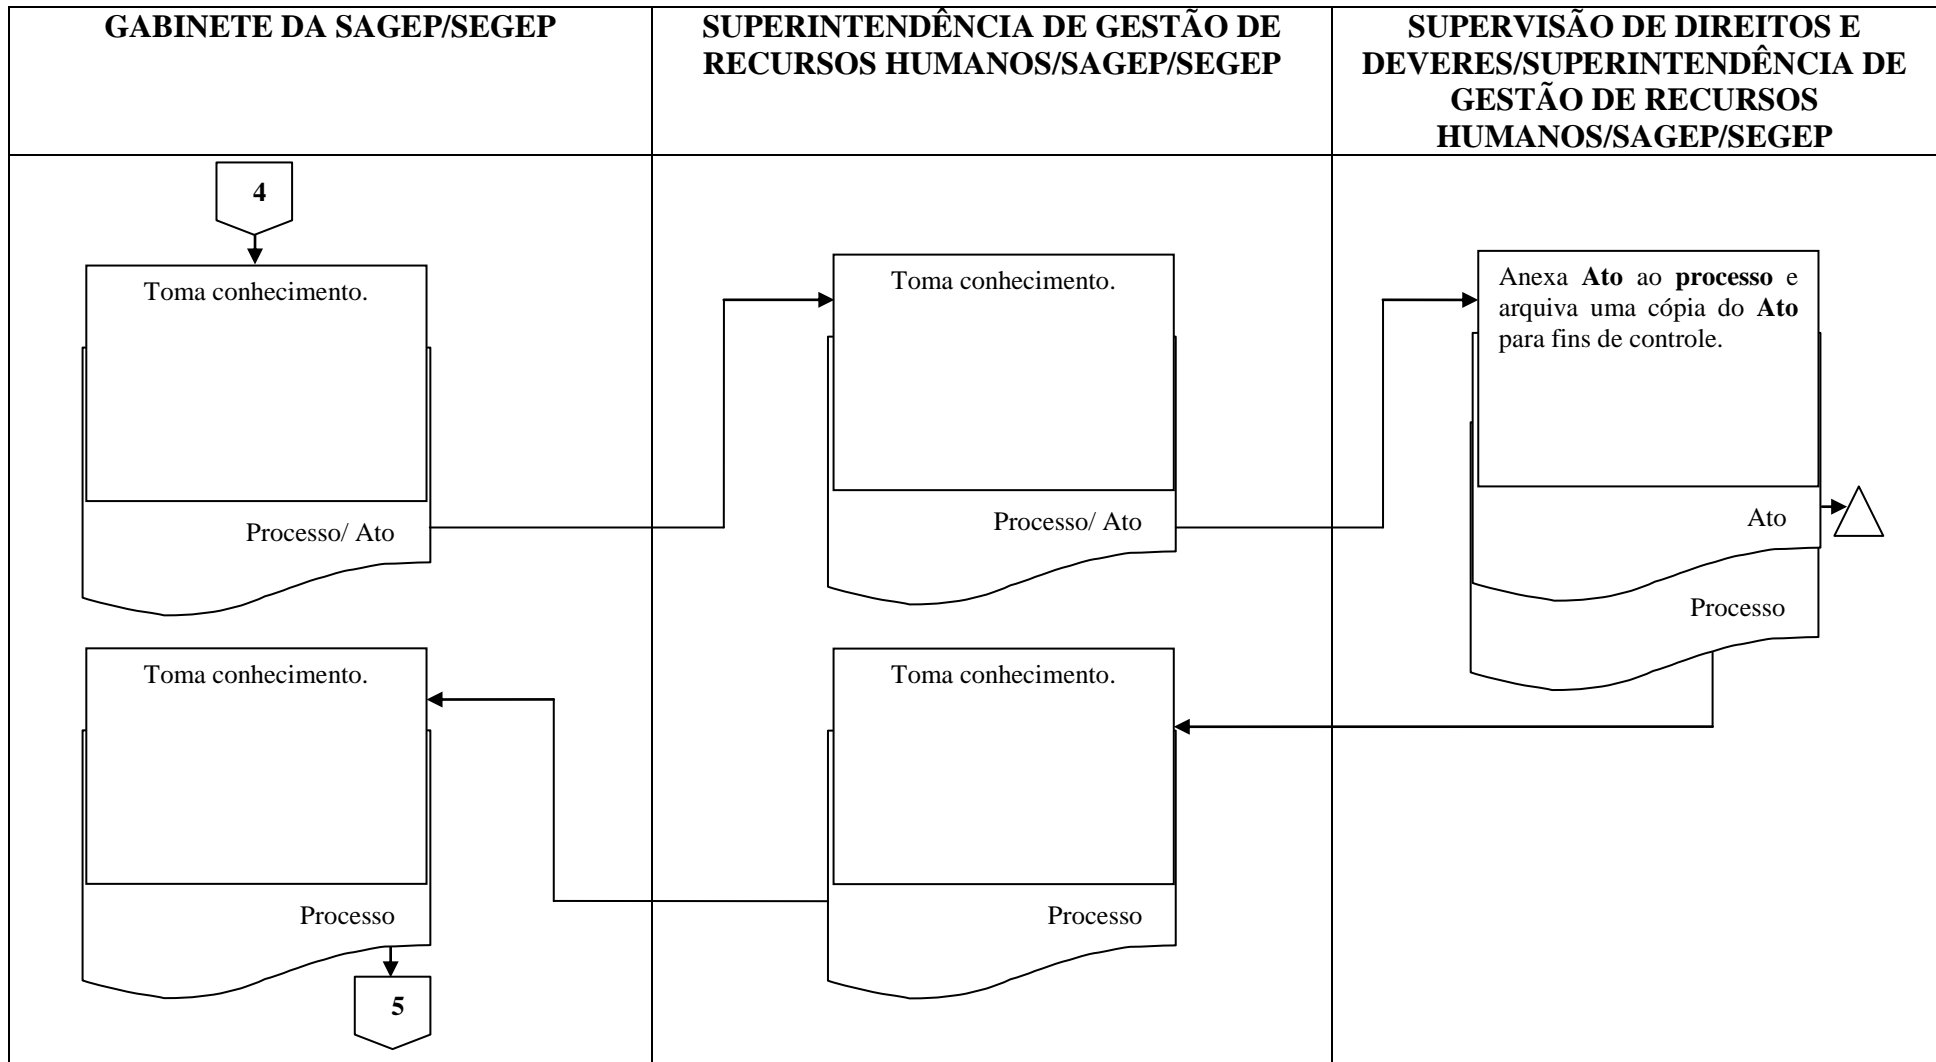 GABINETE DA SAGEP/SEGEP
SUPERINTENDÊNCIA DE GESTÃO DE
RECURSOS HUMANOS/SAGEP/SEGEP
SUPERVISÃO DE DIREITOS E
DEVERES/SUPERINTENDÊNCIA DE
GESTÃO DE RECURSOS
HUMANOS/SAGEP/SEGEP
4
Toma conhecimento.
Processo/ Ato
Toma conhecimento.
Processo/ Ato
Anexa Ato ao processo e
arquiva uma cópia do Ato
para fins de controle.
Ato
Processo
Toma conhecimento.
Processo
Toma conhecimento.
Processo
5